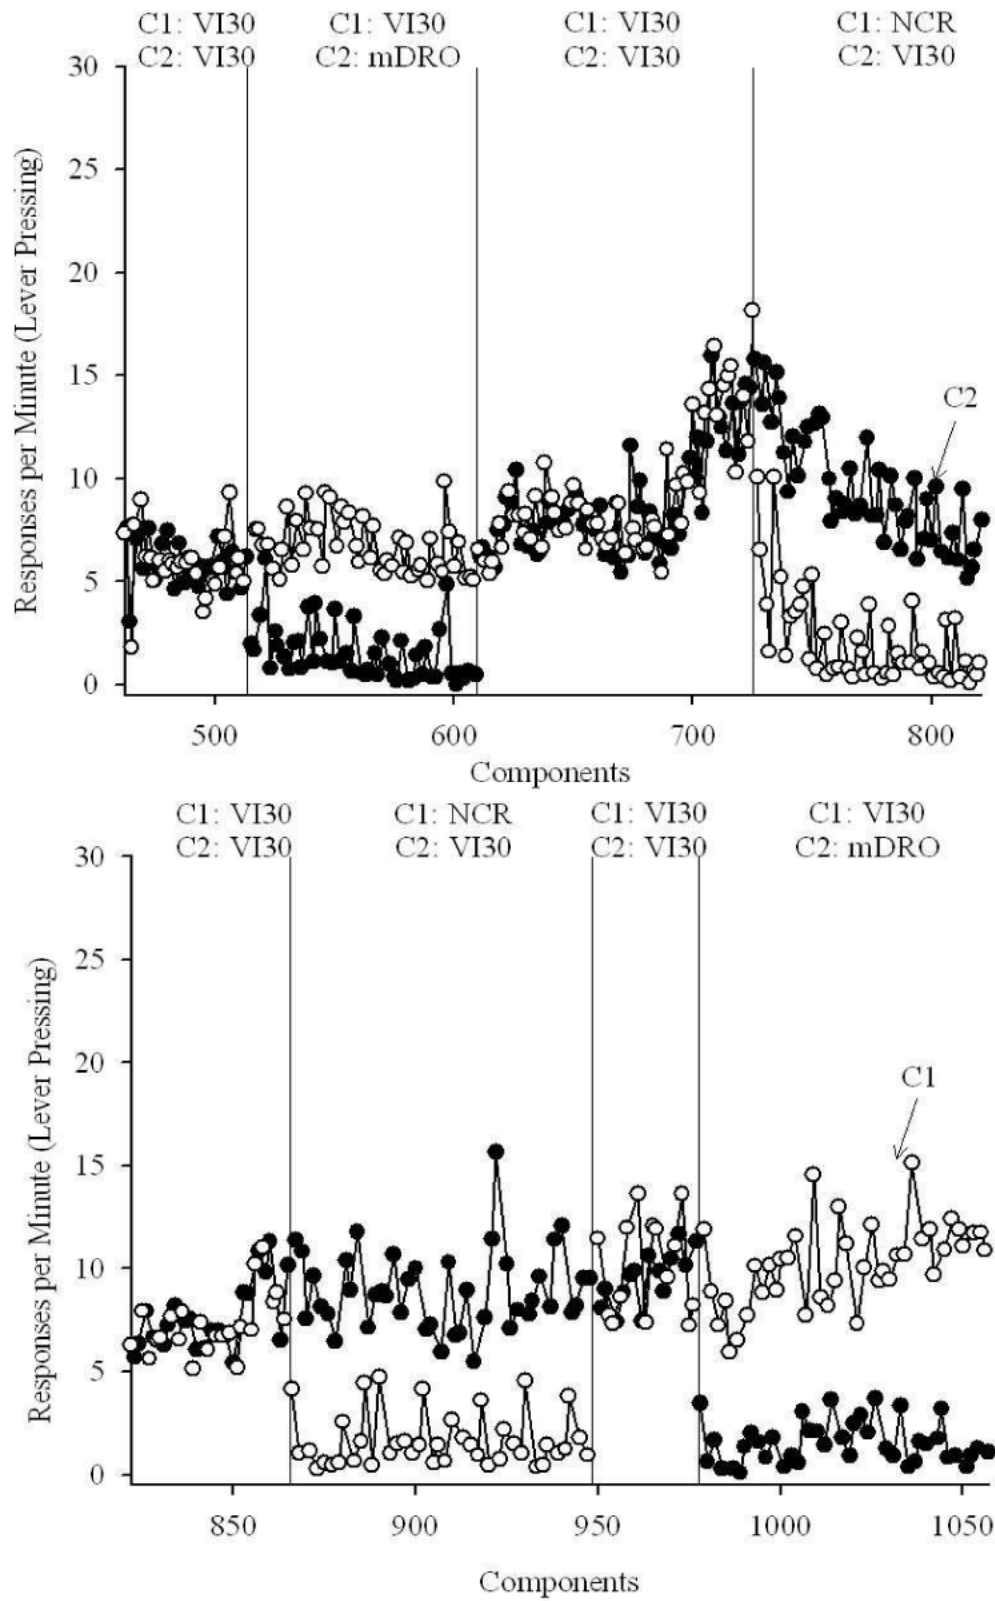 C1: VI30 C1: VI30 C1: VI30 C1: NCR
C2: VI30 C2: mDRO C2: VI30 C2: VI30
30
25
20
15
10
5
0
Responses per Minute (Lever Pressing)
C2
500 600 700 800
Components
C1: VI30 C1: NCR C1: VI30 C1: VI30
C2: VI30 C2: VI30 C2: VI30 C2: mDRO
30
25
20
15
10
5
0
Responses per Minute (Lever Pressing)
C1
850 900 950 1000 1050
Components